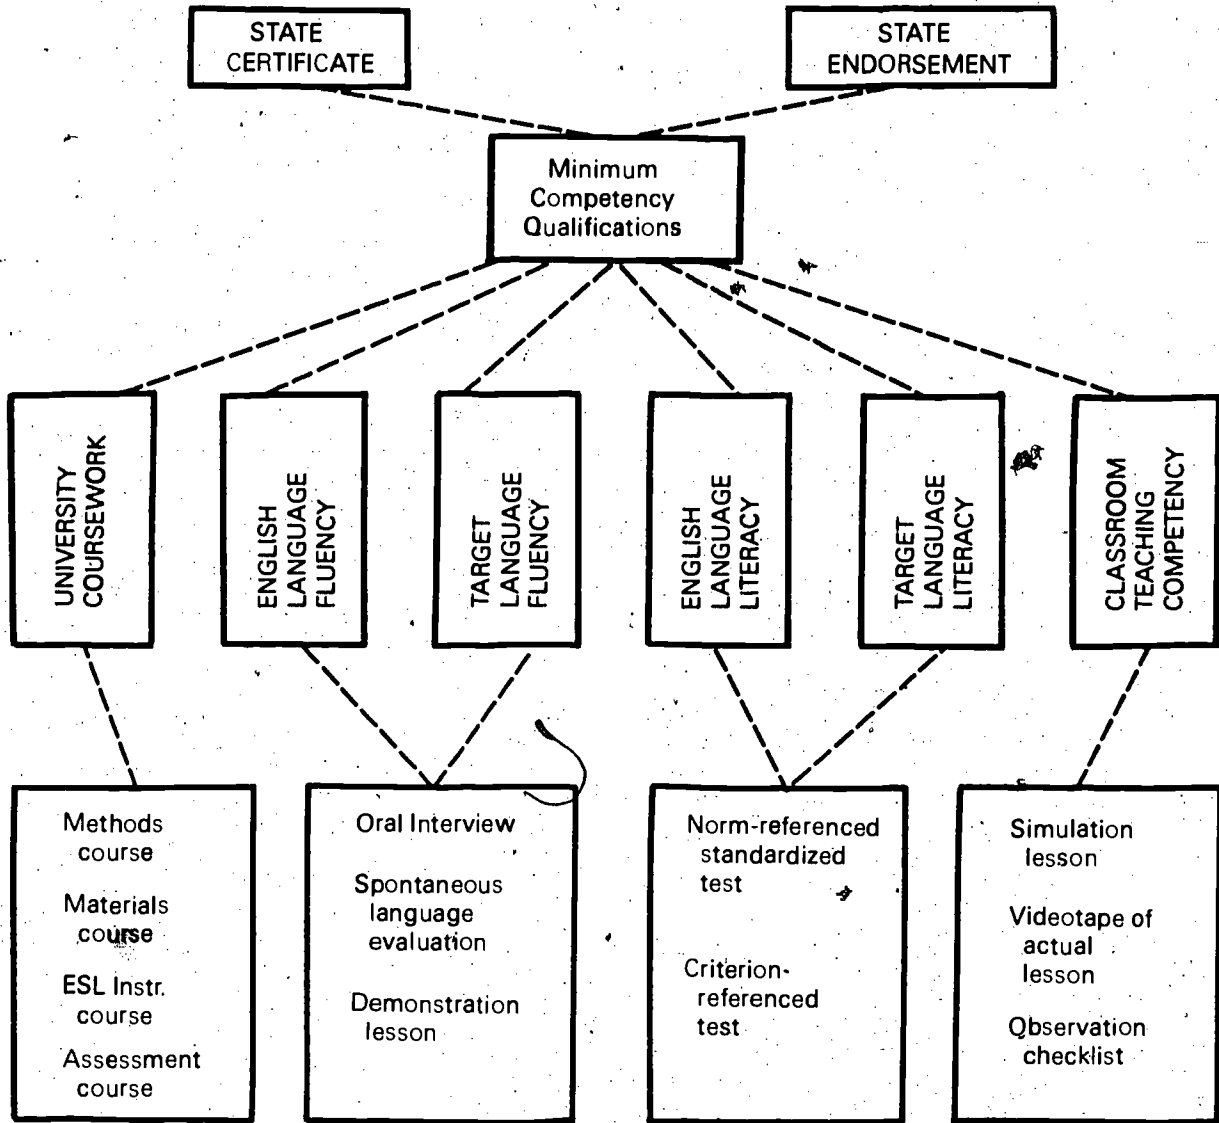 STATE
CERTIFICATE
STATE
ENDORSEMENT
Minimum
Competency
Qualifications
UNIVERSITY
COURSEWORK
ENGLISH
LANGUAGE
FLUENCY
TARGET
LANGUAGE
FLUENCY
ENGLISH
LANGUAGE
LITERACY
TARGET
LANGUAGE
LITERACY
CLASSROOM
TEACHING
COMPETENCY
Methods
course
Materials
course
ESL Instr.
course
Assessment
course
Oral Interview
Spontaneous
language
evaluation
Demonstration
lesson
Norm-referenced
standardized
test
Criterion-
referenced
test
Simulation
lesson
Videotape of
actual
lesson
Observation
checklist